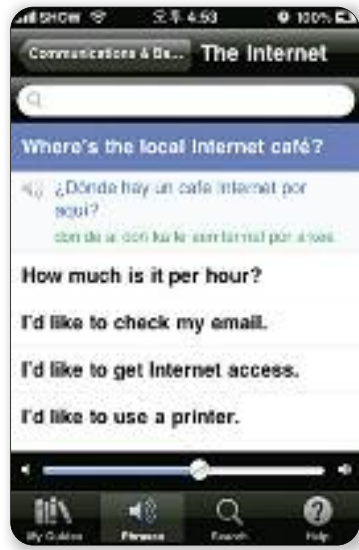 SHOW 오후 4:53 100%
Communications & Da... The Internet
Where's the local Internet café?
¿Dónde hay un cafe Internet por
aquí?
How much is it per hour?
I'd like to check my email.
I'd like to get Internet access.
I'd like to use a printer.
My Guides Phrases Search Help